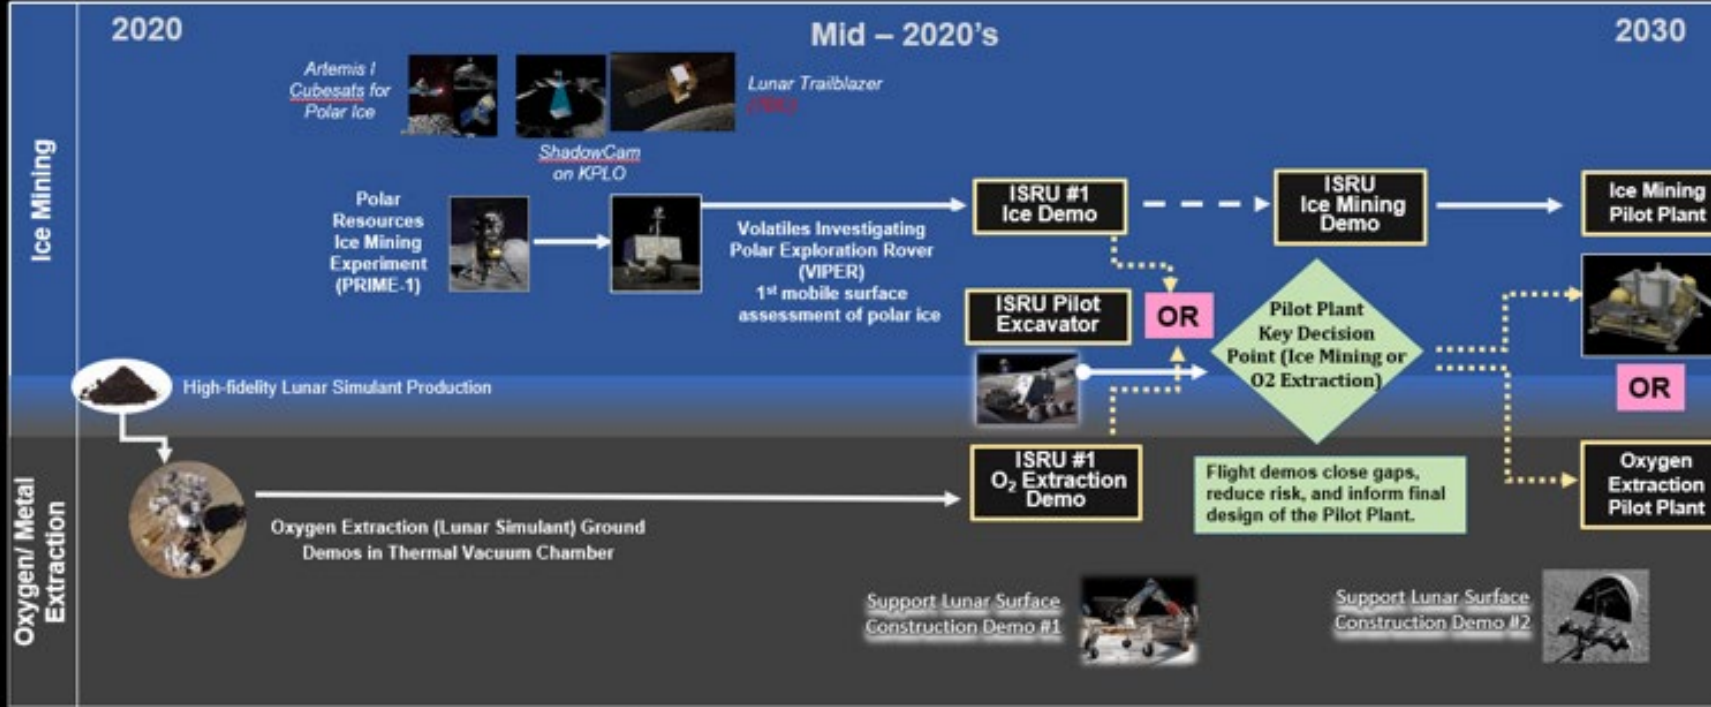 2020
Mid – 2020's
2030
Ice Mining
Artemis I
Cubesats for
Polar Ice
ShadowCam
on KPLO
Lunar Trailblazer
Polar
Resources
Ice Mining
Experiment
(PRIME-1)
Volatiles Investigating
Polar Exploration Rover
(VIPER)
1st mobile surface
assessment of polar ice
ISRU #1
Ice Demo
ISRU
Ice Mining
Demo
Ice Mining
Pilot Plant
ISRU Pilot
Excavator
OR
Pilot Plant
Key Decision
Point (Ice Mining or
O2 Extraction)
OR
High-fidelity Lunar Simulant Production
Oxygen/ Metal
Extraction
Oxygen Extraction (Lunar Simulant) Ground
Demos in Thermal Vacuum Chamber
ISRU #1
O₂ Extraction
Demo
Flight demos close gaps,
reduce risk, and inform final
design of the Pilot Plant.
Oxygen
Extraction
Pilot Plant
Support Lunar Surface
Construction Demo #1
Support Lunar Surface
Construction Demo #2